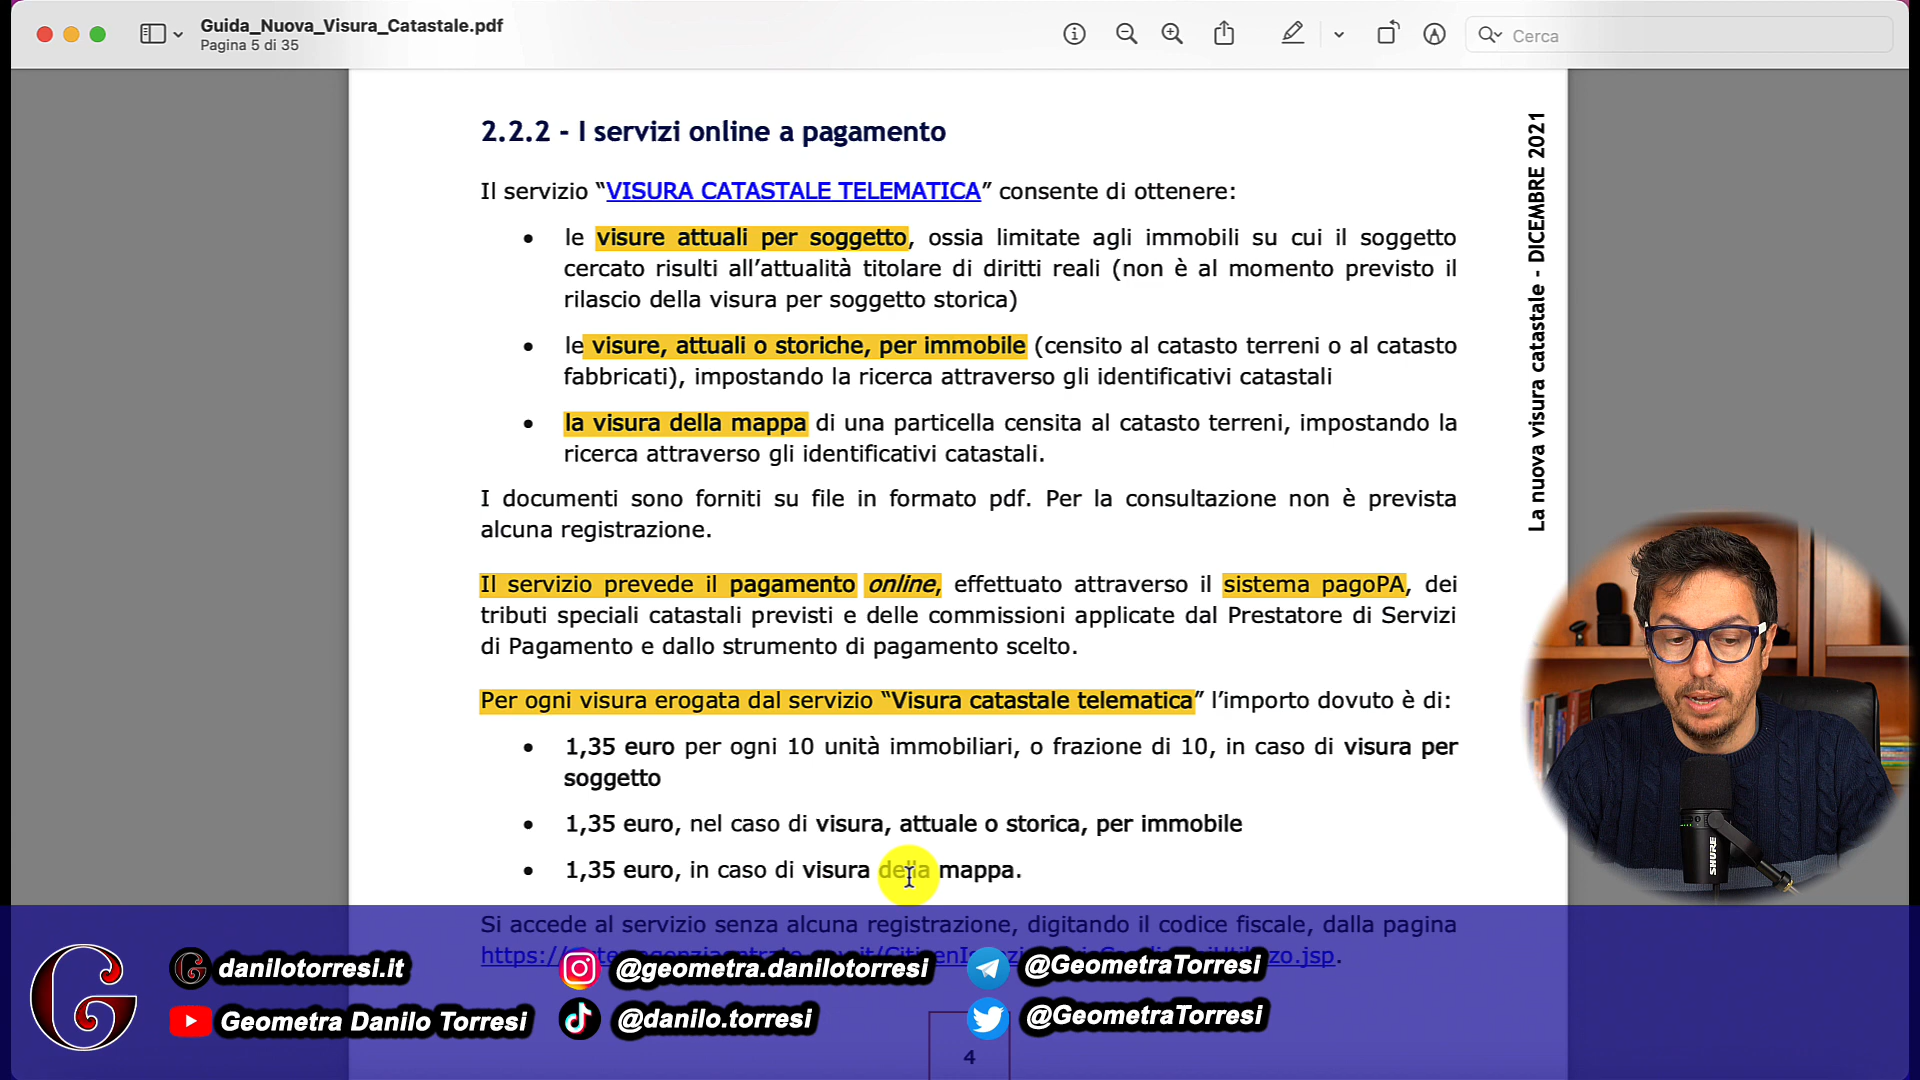 Guida_Nuova_Visura_Catastale.pdf
Pagina 5 di 35
Cerca
2.2.2 - I servizi online a pagamento
Il servizio “VISURA CATASTALE TELEMATICA” consente di ottenere:
• le visure attuali per soggetto, ossia limitate agli immobili su cui il soggetto
cercato risulti all’attualità titolare di diritti reali (non è al momento previsto il
rilascio della visura per soggetto storica)
• le visure, attuali o storiche, per immobile (censito al catasto terreni o al catasto
fabbricati), impostando la ricerca attraverso gli identificativi catastali
• la visura della mappa di una particella censita al catasto terreni, impostando la
ricerca attraverso gli identificativi catastali.
I documenti sono forniti su file in formato pdf. Per la consultazione non è prevista
alcuna registrazione.
Il servizio prevede il pagamento online, effettuato attraverso il sistema pagoPA, dei
tributi speciali catastali previsti e delle commissioni applicate dal Prestatore di Servizi
di Pagamento e dallo strumento di pagamento scelto.
Per ogni visura erogata dal servizio “Visura catastale telematica” l’importo dovuto è di:
• 1,35 euro per ogni 10 unità immobiliari, o frazione di 10, in caso di visura per
soggetto
• 1,35 euro, nel caso di visura, attuale o storica, per immobile
• 1,35 euro, in caso di visura della mappa.
Si accede al servizio senza alcuna registrazione, digitando il codice fiscale, dalla pagina
La nuova visura catastale - DICEMBRE 2021
SHURE
danilotorresi.it
@geometra.danilotorresi
@GeometraTorresi
Geometra Danilo Torresi
@danilo.torresi
@GeometraTorresi
4